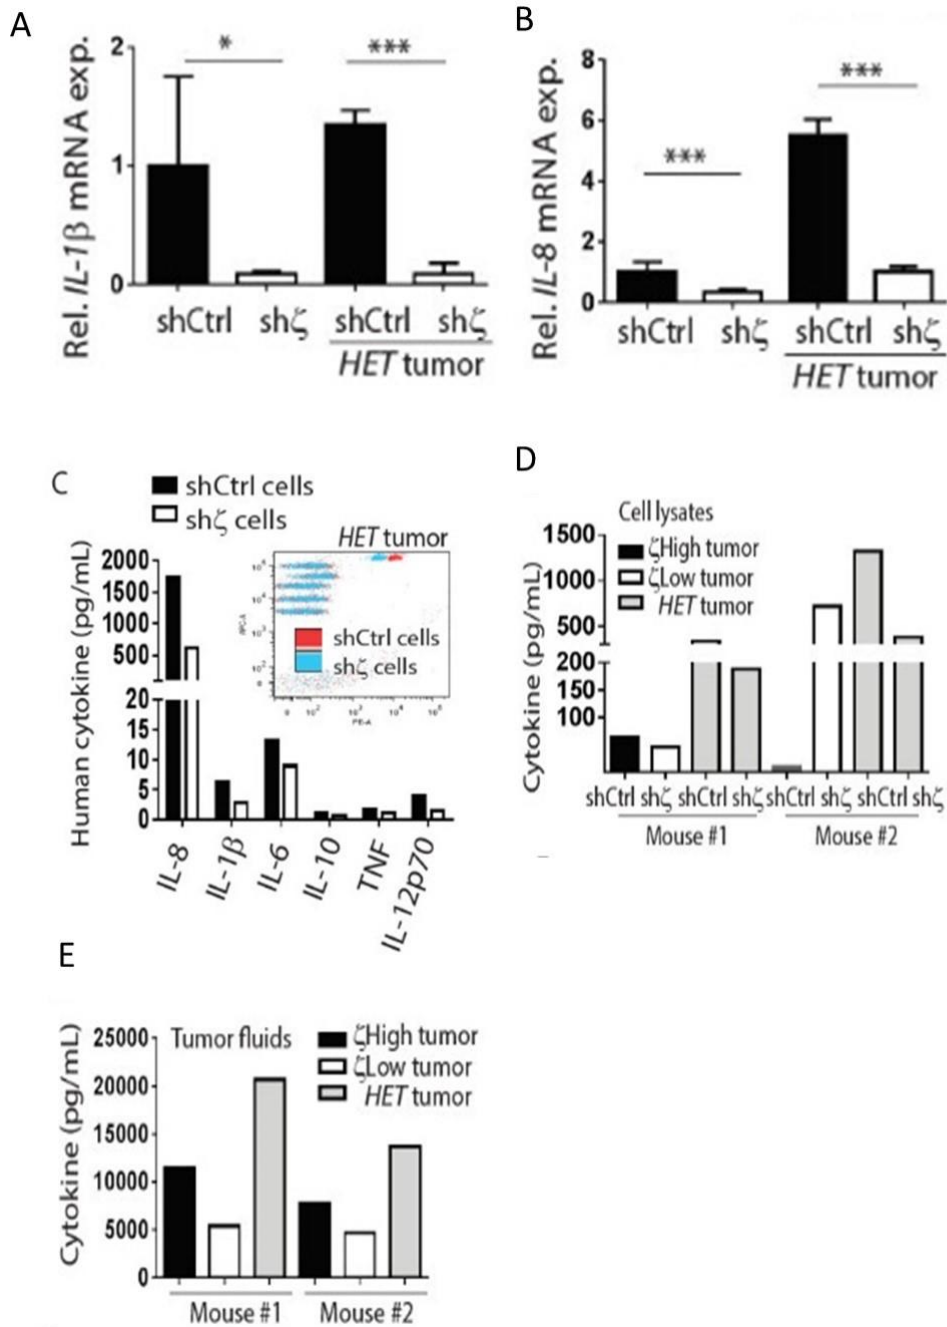 A
Rel. IL-1β mRNA exp.
2
1
0
*
***
shCtrl shζ shCtrl shζ
HET tumor
B
Rel. IL-8 mRNA exp.
8
6
4
2
0
***
***
shCtrl shζ shCtrl shζ
HET tumor
C
shCtrl cells
shζ cells
Human cytokine (pg/mL)
2000
1500
1000
500
20
15
10
5
0
HET tumor
shCtrl cells
shζ cells
0 10² 10³ 10⁴ 10⁵
PE-A
IL-8 IL-1β IL-6 IL-10 TNF IL-12p70
D
Cell lysates
ζHigh tumor
ζLow tumor
HET tumor
Cytokine (pg/mL)
1500
1000
500
200
150
100
shCtrl shζ shCtrl shζ shCtrl shζ shCtrl shζ
Mouse #1 Mouse #2
E
Tumor fluids
ζHigh tumor
ζLow tumor
HET tumor
Cytokine (pg/mL)
25000
20000
15000
10000
5000
0
Mouse #1 Mouse #2